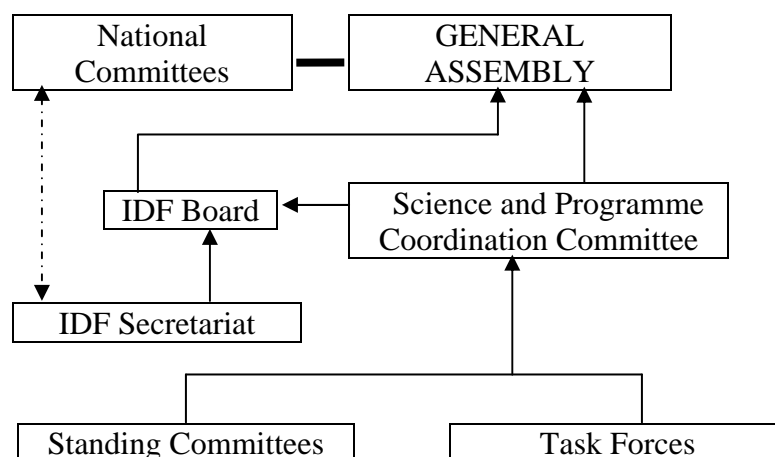 National
Committees
GENERAL
ASSEMBLY
IDF Board
Science and Programme
Coordination Committee
IDF Secretariat
Standing Committees
Task Forces